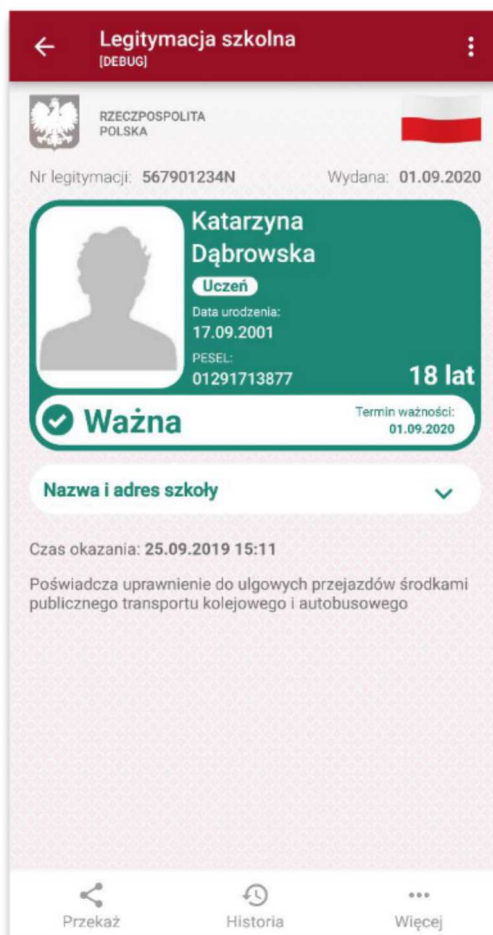 Legitymacja szkolna
[DEBUG]
RZECZPOSPOLITA
POLSKA
Nr legitymacji: 567901234N Wydana: 01.09.2020
Katarzyna
Dąbrowska
Uczeń
Data urodzenia:
17.09.2001
PESEL:
01291713877 18 lat
Ważna
Termin ważności:
01.09.2020
Nazwa i adres szkoły
Czas okazania: 25.09.2019 15:11
Poświadcza uprawnienie do ulgowych przejazdów środkami
publicznego transportu kolejowego i autobusowego
Przekaż Historia Więcej